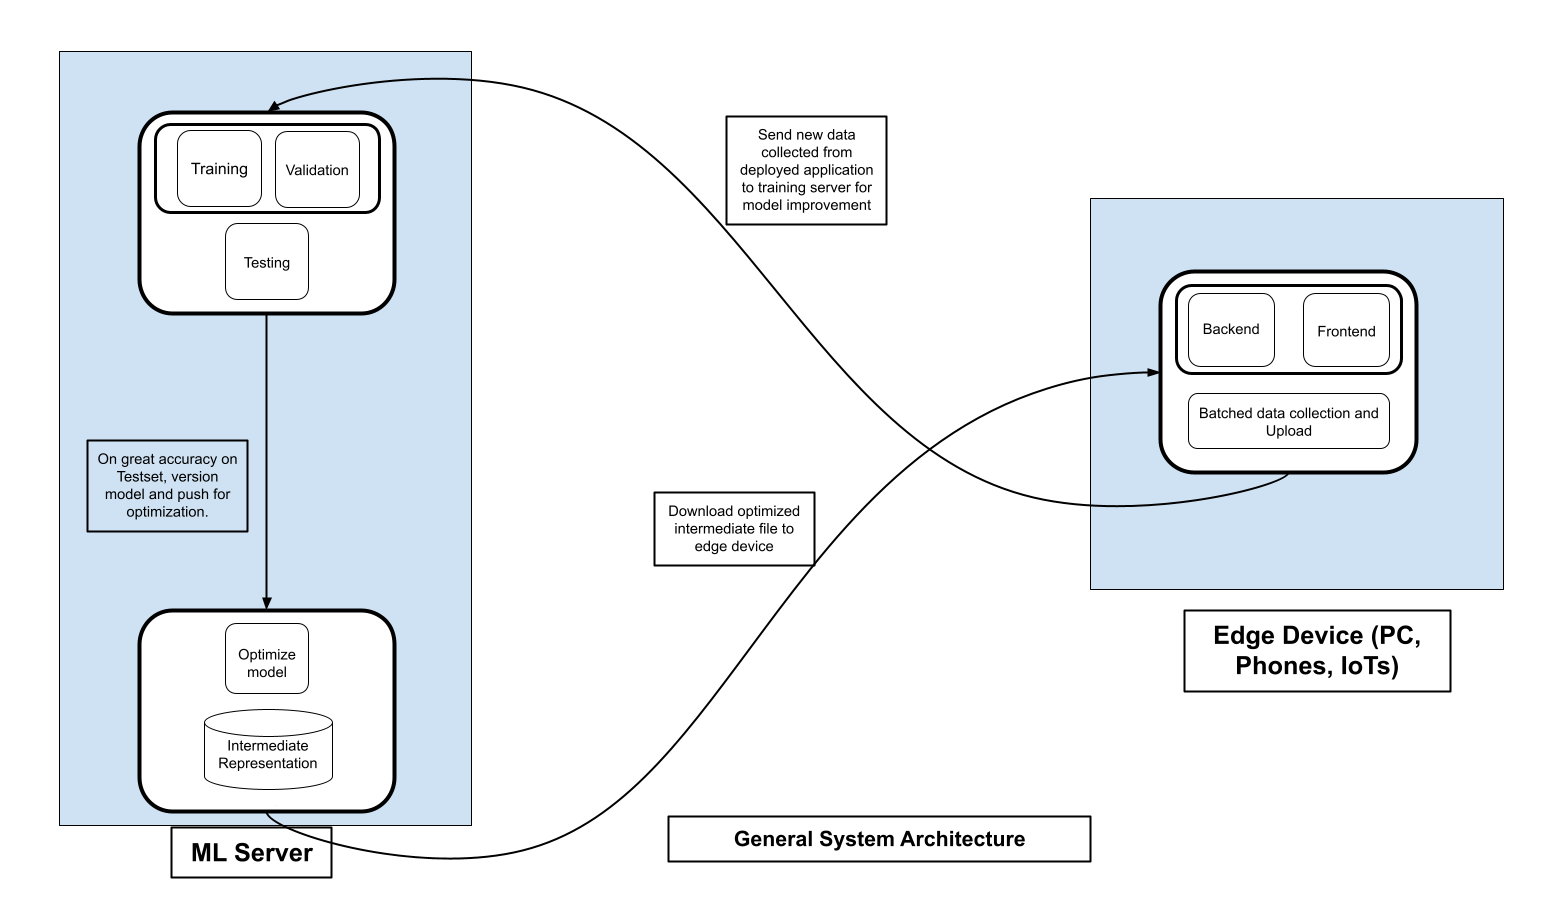 Training
Validation
Testing
On great accuracy on
Testset, version
model and push for
optimization.
Optimize
model
Intermediate
Representation
ML Server
Send new data
collected from
deployed application
to training server for
model improvement
Download optimized
intermediate file to
edge device
Backend
Frontend
Batched data collection and
Upload
Edge Device (PC,
Phones, IoTs)
General System Architecture